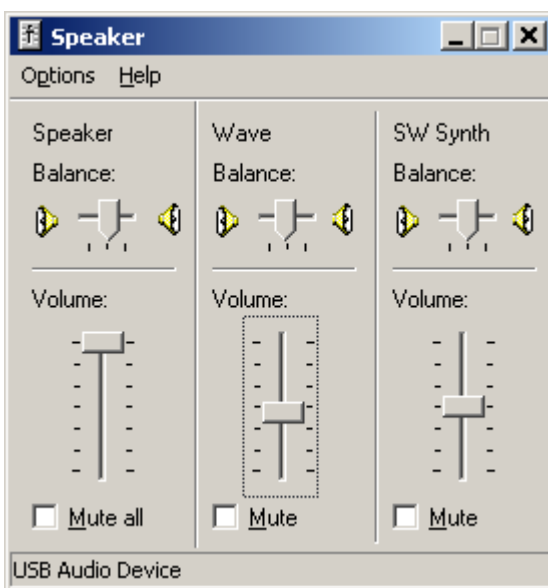 Speaker
Options Help
Speaker
Balance:
Volume:
Mute all
Wave
Balance:
Volume:
Mute
SW Synth
Balance:
Volume:
Mute
USB Audio Device